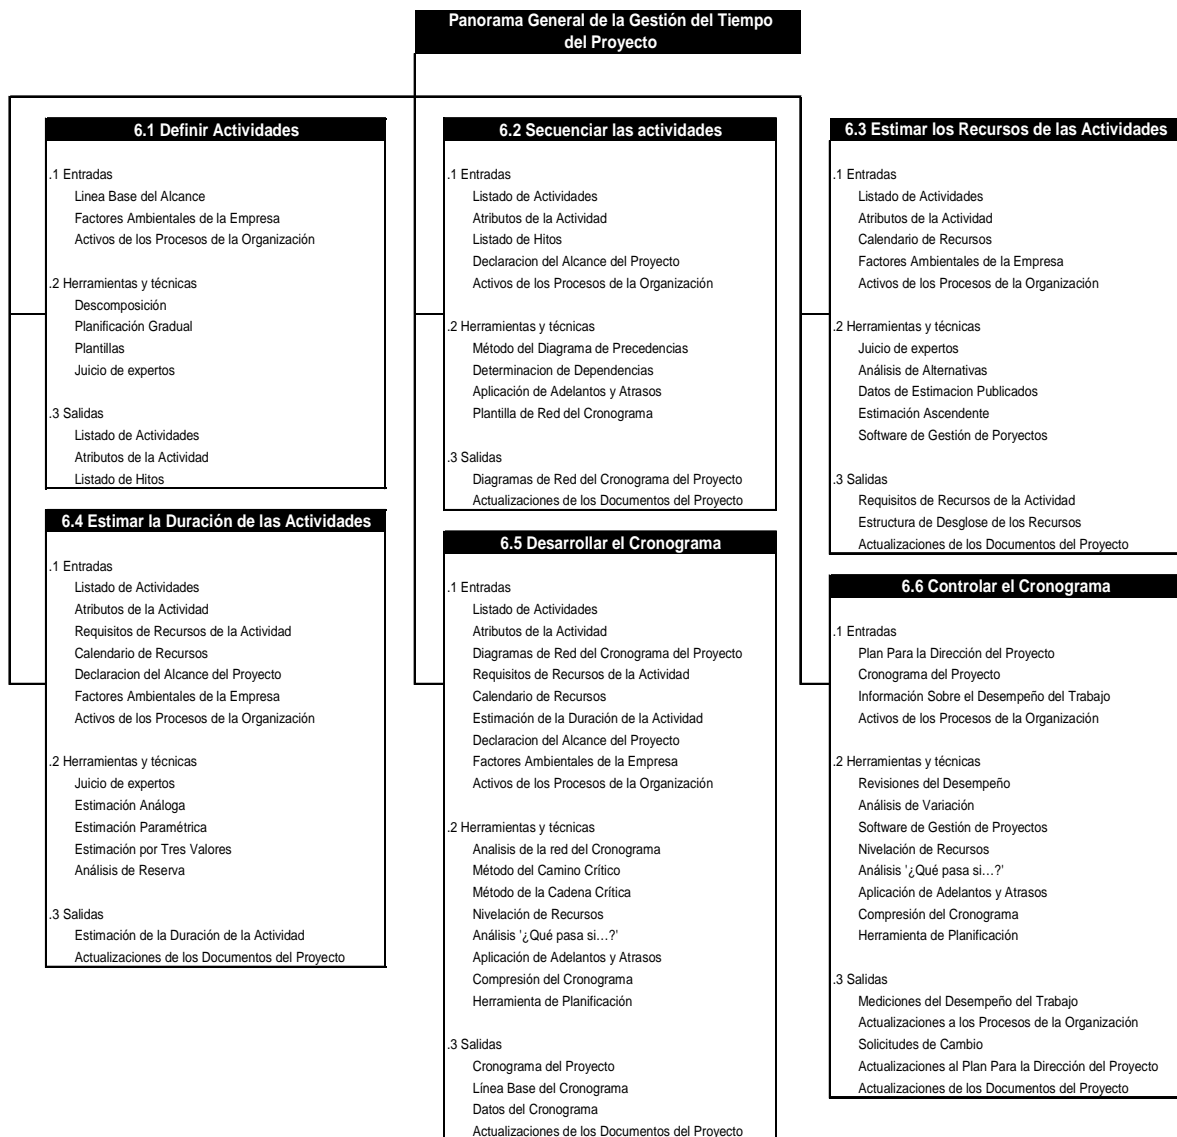 Panorama General de la Gestión del Tiempo
del Proyecto
6.1 Definir Actividades
.1 Entradas
Linea Base del Alcance
Factores Ambientales de la Empresa
Activos de los Procesos de la Organización
.2 Herramientas y técnicas
Descomposición
Planificación Gradual
Plantillas
Juicio de expertos
.3 Salidas
Listado de Actividades
Atributos de la Actividad
Listado de Hitos
6.2 Secuenciar las actividades
.1 Entradas
Listado de Actividades
Atributos de la Actividad
Listado de Hitos
Declaracion del Alcance del Proyecto
Activos de los Procesos de la Organización
.2 Herramientas y técnicas
Método del Diagrama de Precedencias
Determinacion de Dependencias
Aplicación de Adelantos y Atrasos
Plantilla de Red del Cronograma
.3 Salidas
Diagramas de Red del Cronograma del Proyecto
Actualizaciones de los Documentos del Proyecto
6.3 Estimar los Recursos de las Actividades
.1 Entradas
Listado de Actividades
Atributos de la Actividad
Calendario de Recursos
Factores Ambientales de la Empresa
Activos de los Procesos de la Organización
.2 Herramientas y técnicas
Juicio de expertos
Análisis de Alternativas
Datos de Estimacion Publicados
Estimación Ascendente
Software de Gestión de Poryectos
.3 Salidas
Requisitos de Recursos de la Actividad
Estructura de Desglose de los Recursos
Actualizaciones de los Documentos del Proyecto
6.4 Estimar la Duración de las Actividades
.1 Entradas
Listado de Actividades
Atributos de la Actividad
Requisitos de Recursos de la Actividad
Calendario de Recursos
Declaracion del Alcance del Proyecto
Factores Ambientales de la Empresa
Activos de los Procesos de la Organización
.2 Herramientas y técnicas
Juicio de expertos
Estimación Análoga
Estimación Paramétrica
Estimación por Tres Valores
Análisis de Reserva
.3 Salidas
Estimación de la Duración de la Actividad
Actualizaciones de los Documentos del Proyecto
6.5 Desarrollar el Cronograma
.1 Entradas
Listado de Actividades
Atributos de la Actividad
Diagramas de Red del Cronograma del Proyecto
Requisitos de Recursos de la Actividad
Calendario de Recursos
Estimación de la Duración de la Actividad
Declaracion del Alcance del Proyecto
Factores Ambientales de la Empresa
Activos de los Procesos de la Organización
.2 Herramientas y técnicas
Analisis de la red del Cronograma
Método del Camino Crítico
Método de la Cadena Crítica
Nivelación de Recursos
Análisis '¿Qué pasa si…?'
Aplicación de Adelantos y Atrasos
Compresión del Cronograma
Herramienta de Planificación
.3 Salidas
Cronograma del Proyecto
Línea Base del Cronograma
Datos del Cronograma
Actualizaciones de los Documentos del Proyecto
6.6 Controlar el Cronograma
.1 Entradas
Plan Para la Dirección del Proyecto
Cronograma del Proyecto
Información Sobre el Desempeño del Trabajo
Activos de los Procesos de la Organización
.2 Herramientas y técnicas
Revisiones del Desempeño
Análisis de Variación
Software de Gestión de Proyectos
Nivelación de Recursos
Análisis '¿Qué pasa si…?'
Aplicación de Adelantos y Atrasos
Compresión del Cronograma
Herramienta de Planificación
.3 Salidas
Mediciones del Desempeño del Trabajo
Actualizaciones a los Procesos de la Organización
Solicitudes de Cambio
Actualizaciones al Plan Para la Dirección del Proyecto
Actualizaciones de los Documentos del Proyecto